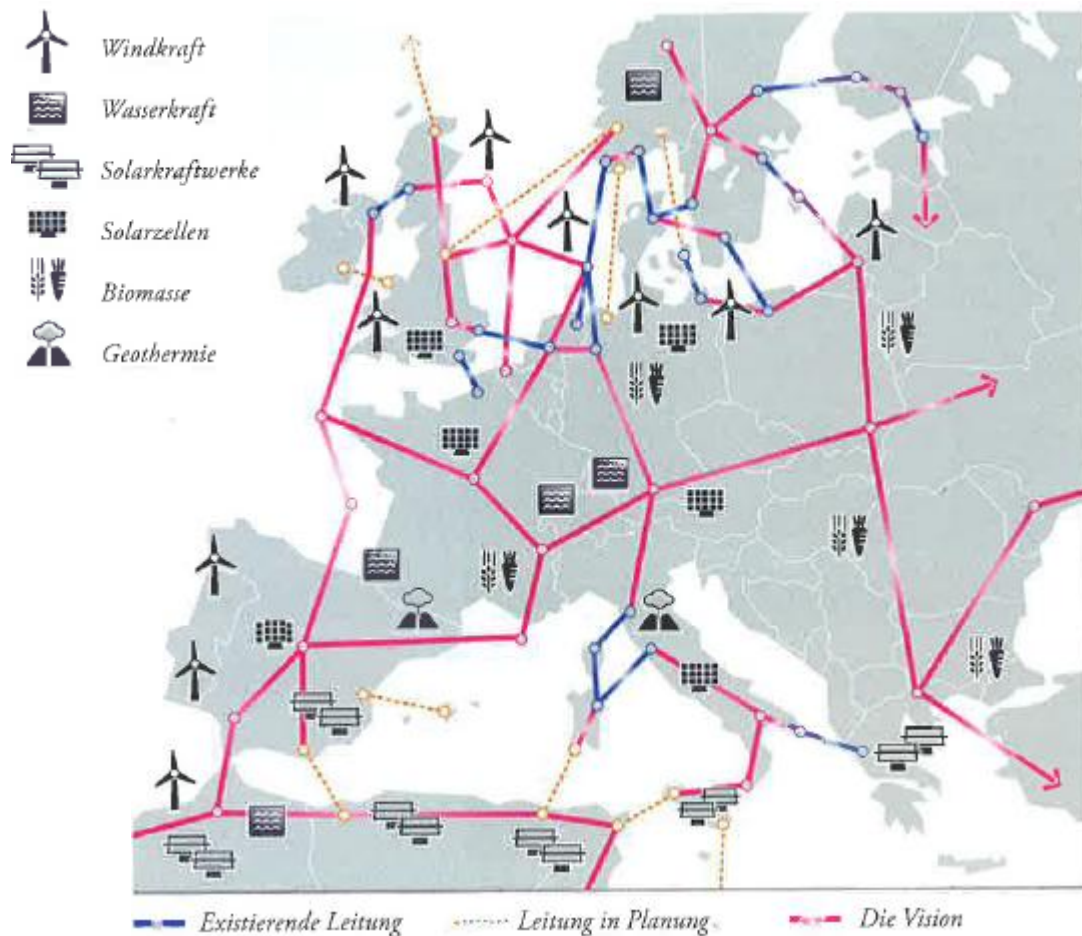 Windkraft
Wasserkraft
Solarkraftwerke
Solarzellen
Biomasse
Geothermie
Existierende Leitung
Leitung in Planung
Die Vision